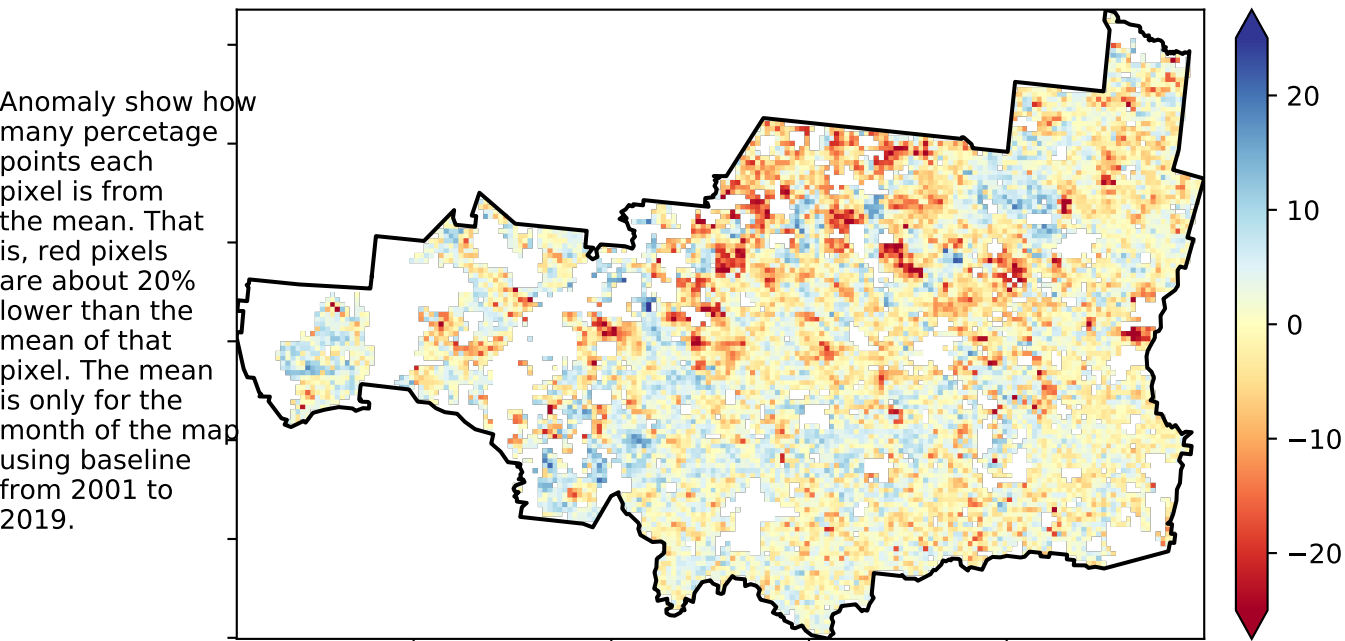 Anomaly show how
many percetage
points each
pixel is from
the mean. That
is, red pixels
are about 20%
lower than the
mean of that
pixel. The mean
is only for the
month of the map
using baseline
from 2001 to
2019.
20
10
0
−10
−20